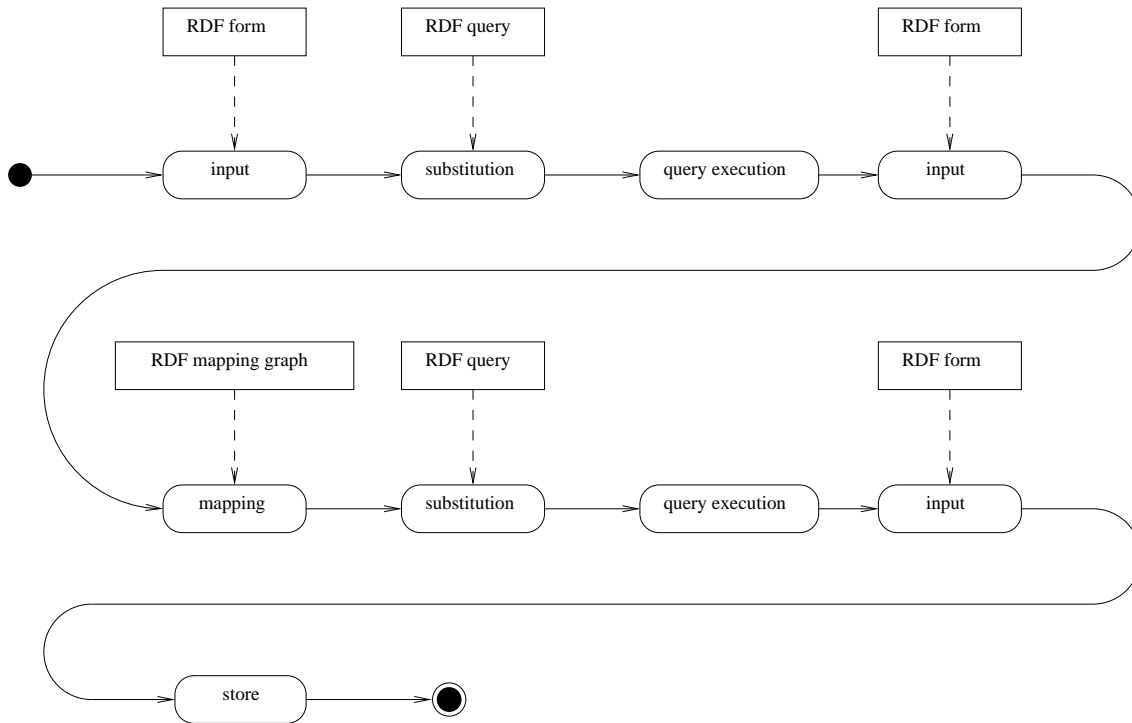 RDF form
RDF query
RDF form
input
substitution
query execution
input
RDF mapping graph
RDF query
RDF form
mapping
substitution
query execution
input
store